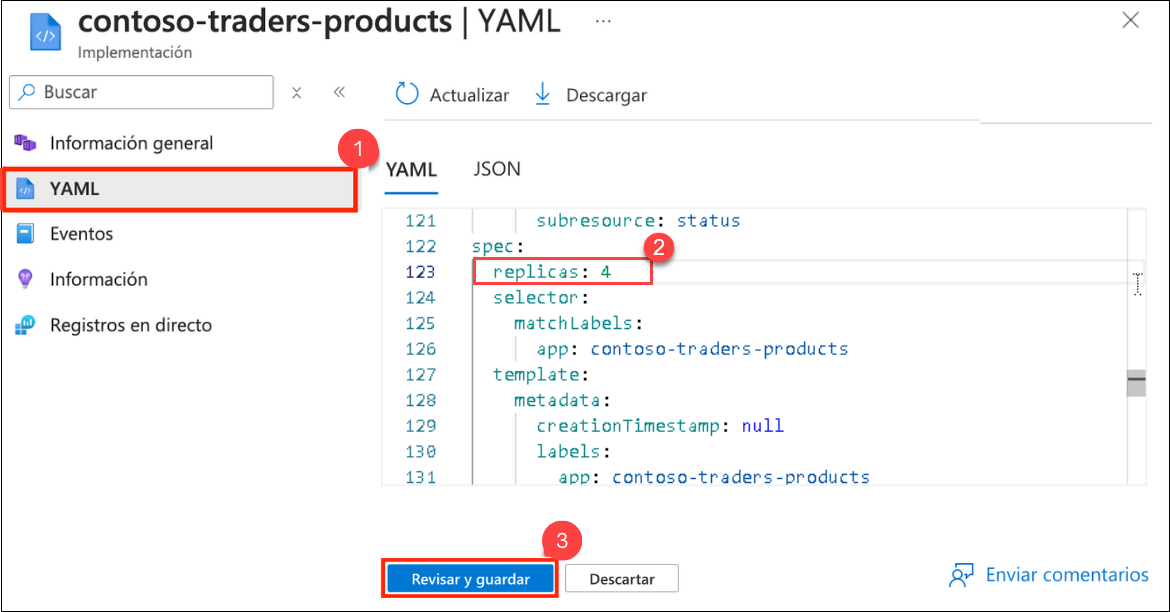 contoso-traders-products | YAML ...
Implementación
Buscar
Actualizar
Descargar
Información general
1
YAML
YAML
JSON
Eventos
Información
Registros en directo
121 subresource: status
122 spec:
2
123 replicas: 4
124 selector:
125 matchLabels:
126 app: contoso-traders-products
127 template:
128 metadata:
129 creationTimestamp: null
130 labels:
131 app: contoso-traders-products
3
Revisar y guardar
Descartar
Enviar comentarios